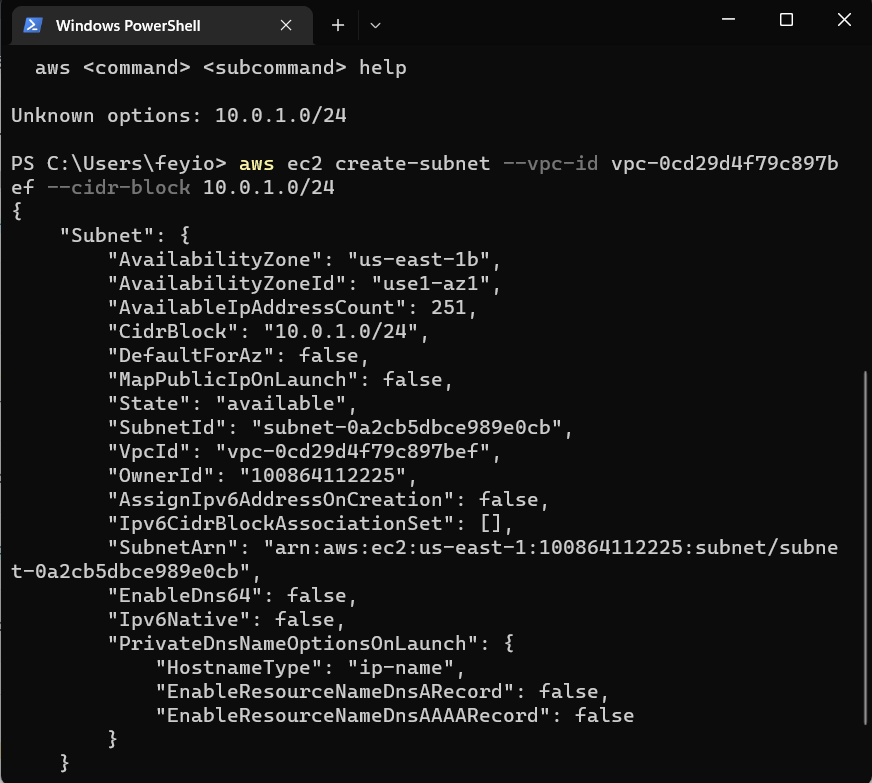 Windows PowerShell
aws <command> <subcommand> help
Unknown options: 10.0.1.0/24
PS C:\Users\feyio> aws ec2 create-subnet --vpc-id vpc-0cd29d4f79c897b
ef --cidr-block 10.0.1.0/24
{
    "Subnet": {
        "AvailabilityZone": "us-east-1b",
        "AvailabilityZoneId": "use1-az1",
        "AvailableIpAddressCount": 251,
        "CidrBlock": "10.0.1.0/24",
        "DefaultForAz": false,
        "MapPublicIpOnLaunch": false,
        "State": "available",
        "SubnetId": "subnet-0a2cb5dbce989e0cb",
        "VpcId": "vpc-0cd29d4f79c897bef",
        "OwnerId": "100864112225",
        "AssignIpv6AddressOnCreation": false,
        "Ipv6CidrBlockAssociationSet": [],
        "SubnetArn": "arn:aws:ec2:us-east-1:100864112225:subnet/subne
t-0a2cb5dbce989e0cb",
        "EnableDns64": false,
        "Ipv6Native": false,
        "PrivateDnsNameOptionsOnLaunch": {
            "HostnameType": "ip-name",
            "EnableResourceNameDnsARecord": false,
            "EnableResourceNameDnsAAAARecord": false
        }
    }